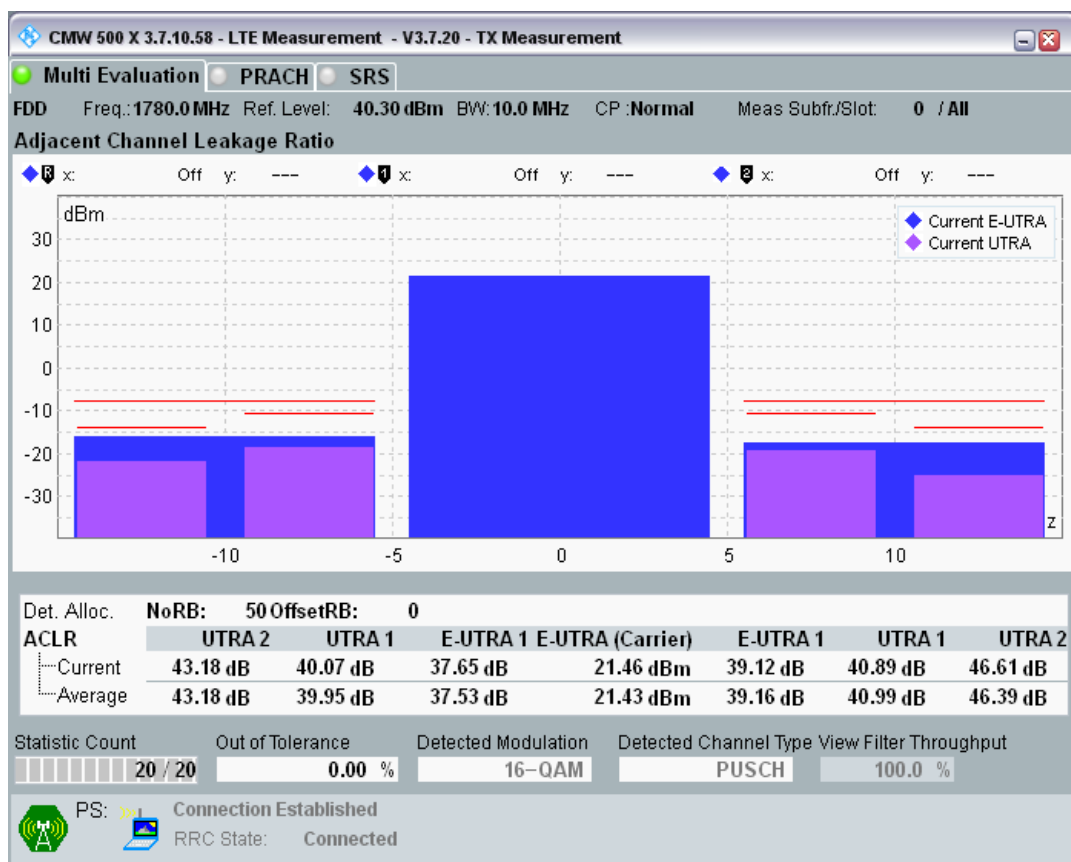 CMW 500 X 3.7.10.58 - LTE Measurement - V3.7.20 - TX Measurement
Multi Evaluation PRACH SRS
FDD Freq.: 1780.0 MHz Ref. Level: 40.30 dBm BW: 10.0 MHz CP :Normal Meas Subfr./Slot: 0 / All
Adjacent Channel Leakage Ratio
R x: Off y: --- 1 x: Off y: --- 2 x: Off y: ---
dBm
Current E-UTRA
Current UTRA
30
20
10
0
-10
-20
-30
z
-10 -5 0 5 10
Det. Alloc. NoRB: 50 OffsetRB: 0
ACLR UTRA 2 UTRA 1 E-UTRA 1 E-UTRA (Carrier) E-UTRA 1 UTRA 1 UTRA 2
Current 43.18 dB 40.07 dB 37.65 dB 21.46 dBm 39.12 dB 40.89 dB 46.61 dB
Average 43.18 dB 39.95 dB 37.53 dB 21.43 dBm 39.16 dB 40.99 dB 46.39 dB
Statistic Count Out of Tolerance Detected Modulation Detected Channel Type View Filter Throughput
20 / 20 0.00 % 16-QAM PUSCH 100.0 %
PS: Connection Established
RRC State: Connected